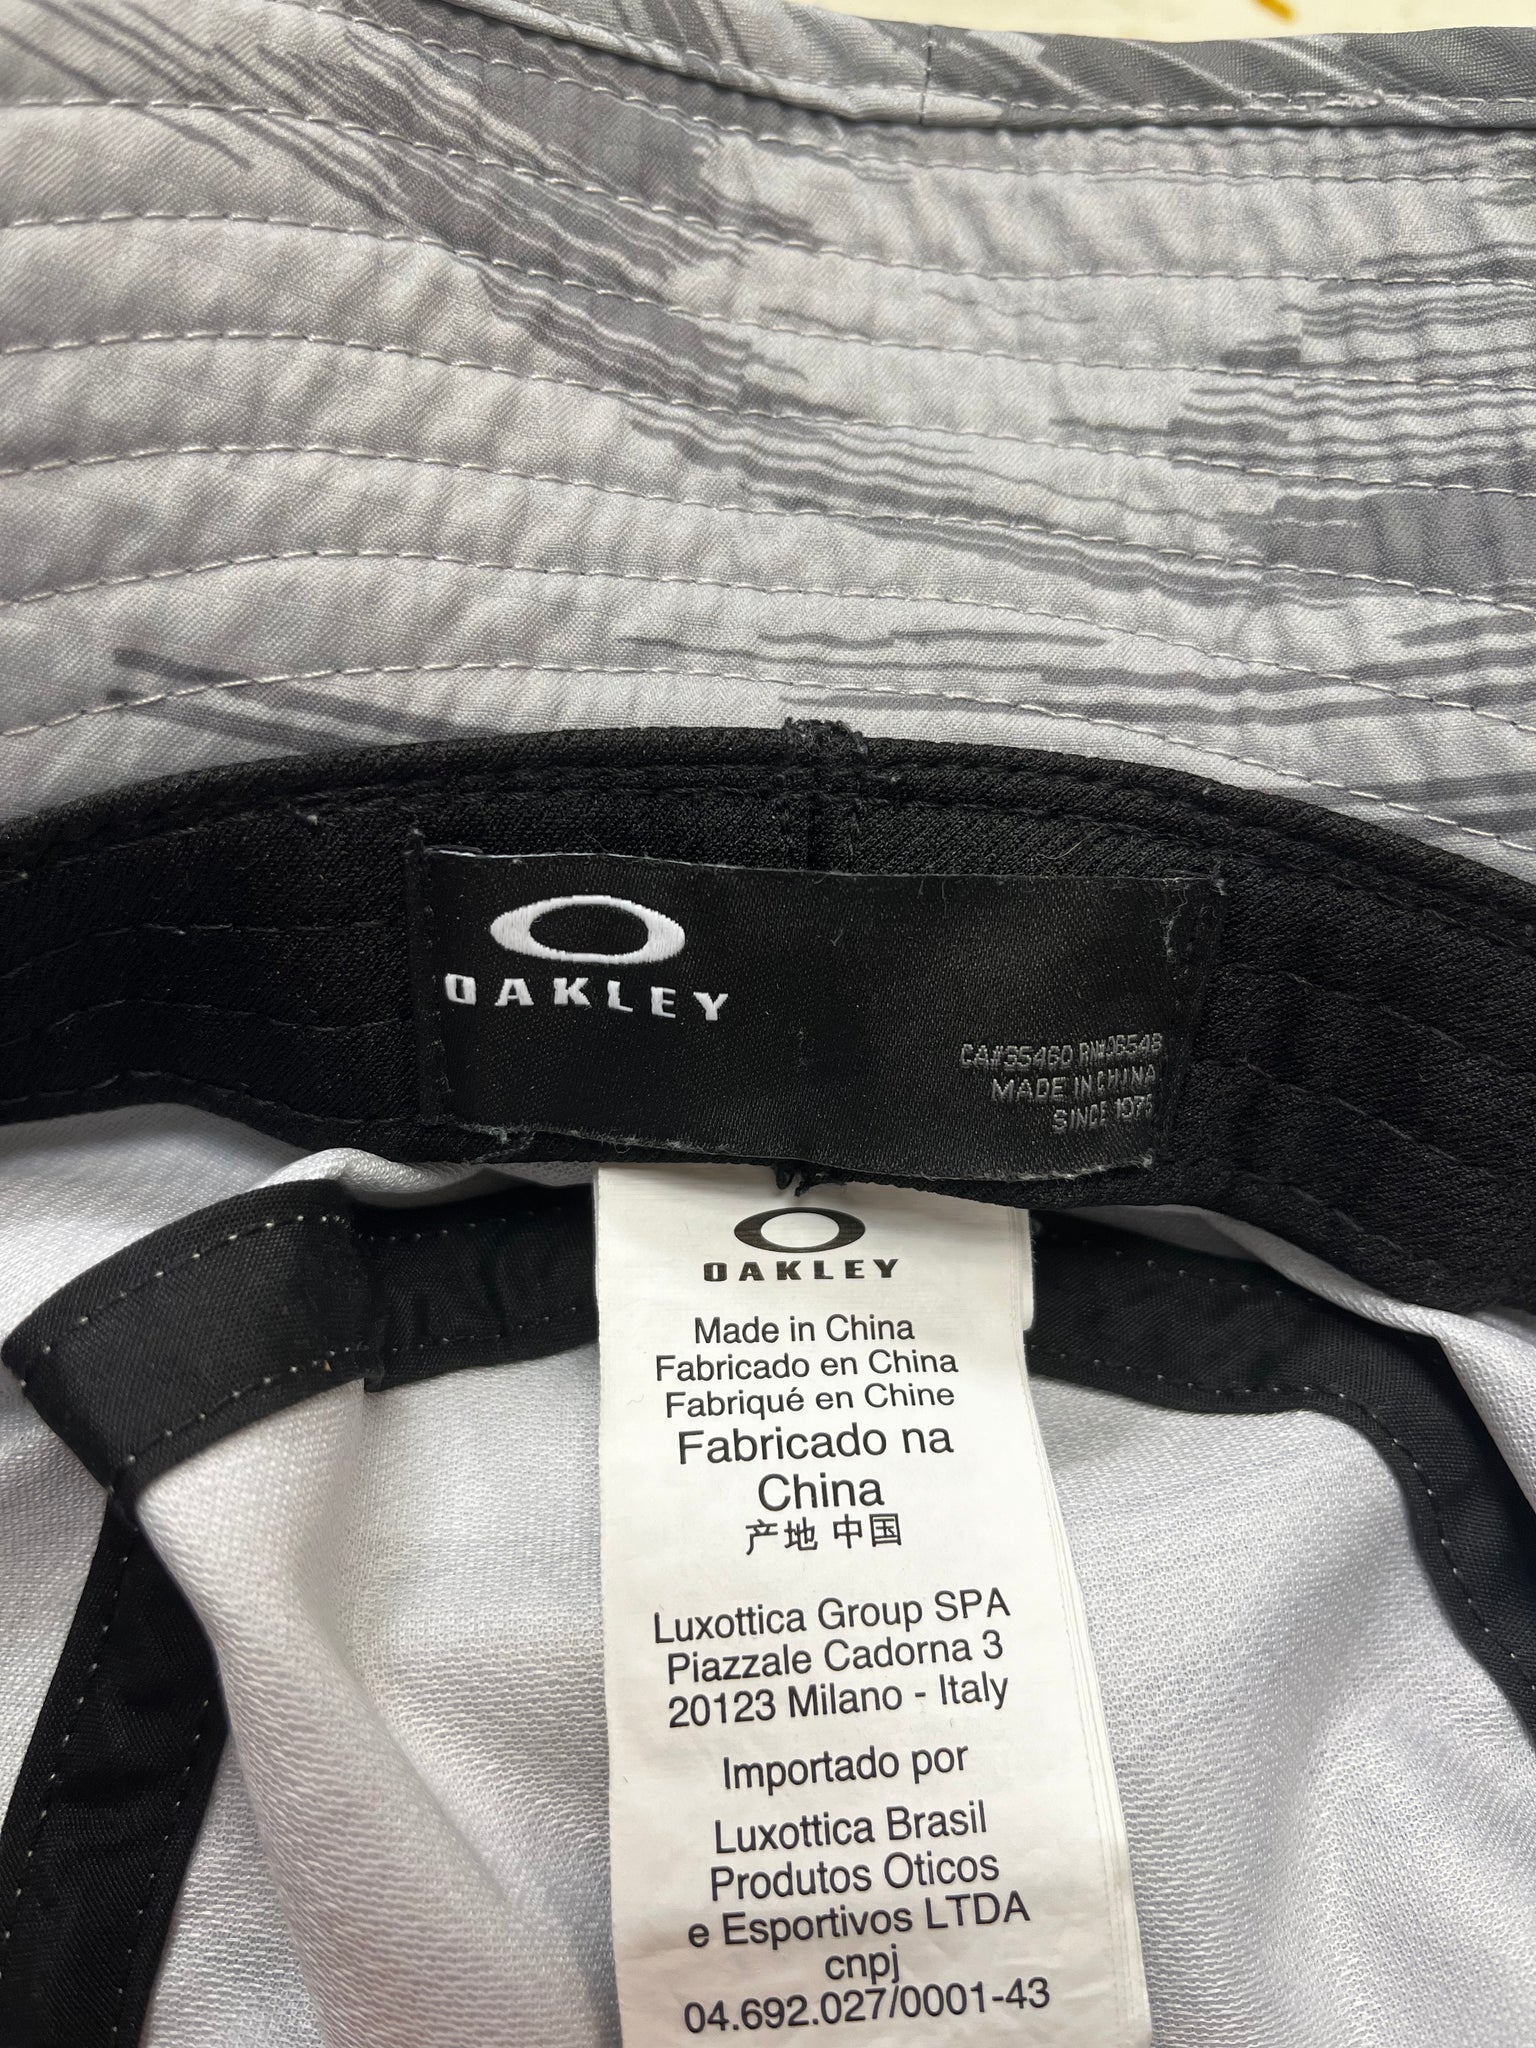 OAKLEY
CA#35460 RN#
MADE IN CHINA
SINCE 1975
OAKLEY
Made in China
Fabricado en China
Fabriqué en Chine
Fabricado na
China
产地 中国
Luxottica Group SPA
Piazzale Cadorna 3
20123 Milano - Italy
Importado por
Luxottica Brasil
Produtos Oticos
e Esportivos LTDA
cnpj
04.692.027/0001-43